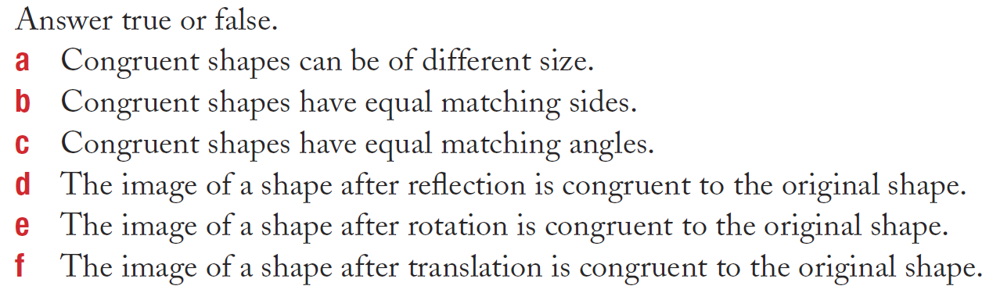 Answer true or false.
a Congruent shapes can be of different size.
b Congruent shapes have equal matching sides.
c Congruent shapes have equal matching angles.
d The image of a shape after reflection is congruent to the original shape.
e The image of a shape after rotation is congruent to the original shape.
f The image of a shape after translation is congruent to the original shape.